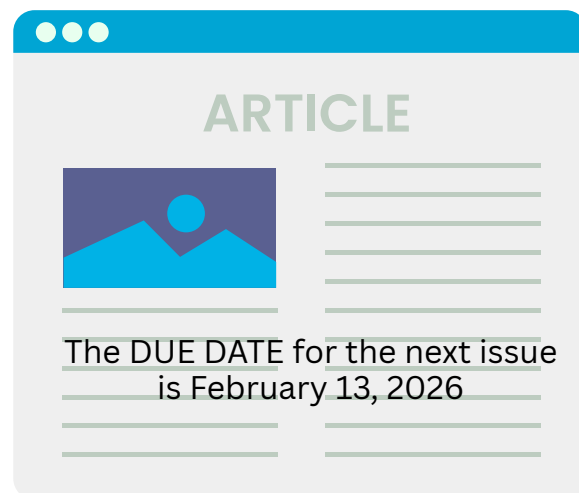 ARTICLE
The DUE DATE for the next issue
is February 13, 2026